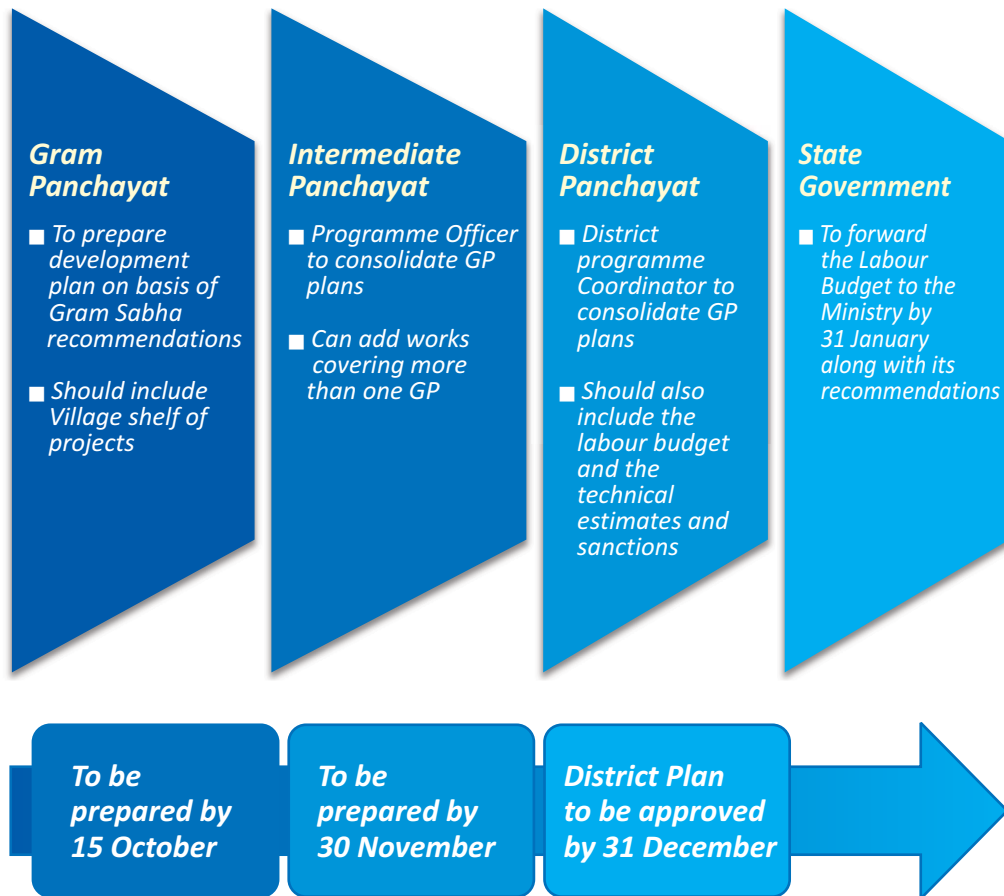 Gram
Panchayat
To prepare
development
plan on basis of
Gram Sabha
recommendations
Should include
Village shelf of
projects
Intermediate
Panchayat
Programme Officer
to consolidate GP
plans
Can add works
covering more
than one GP
District
Panchayat
District
programme
Coordinator to
consolidate GP
plans
Should also
include the
labour budget
and the
technical
estimates and
sanctions
State
Government
To forward
the Labour
Budget to the
Ministry by
31 January
along with its
recommendations
To be
prepared by
15 October
To be
prepared by
30 November
District Plan
to be approved
by 31 December